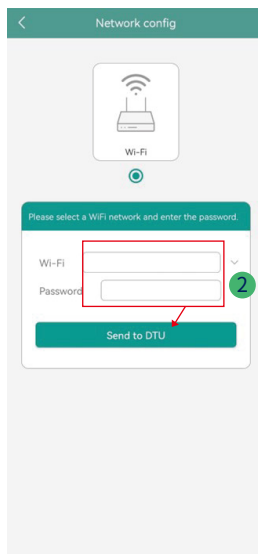 Network config
Wi-Fi
Please select a WiFi network and enter the password.
Wi-Fi
Password
2
Send to DTU